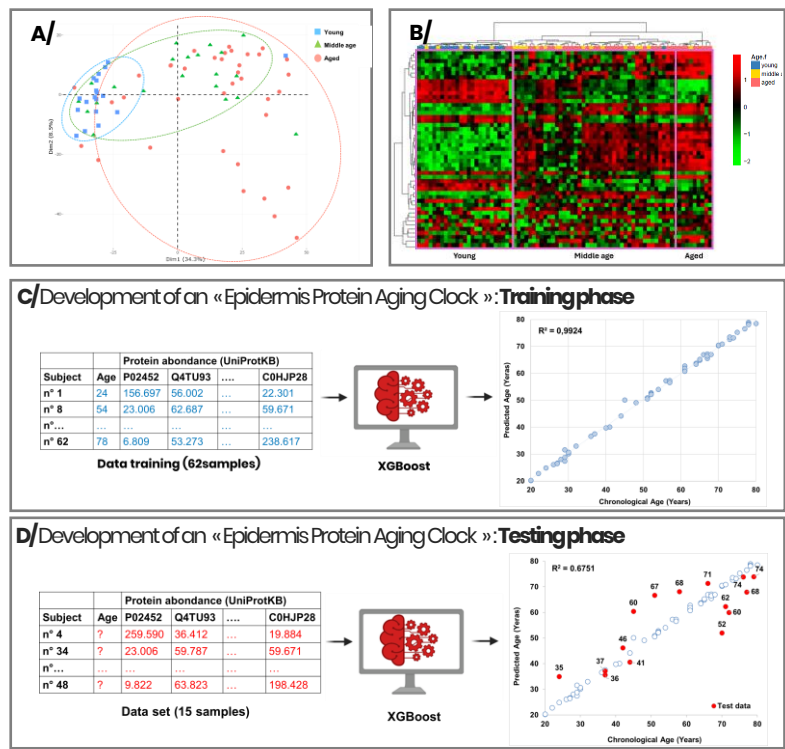 A/
Young
Middle age
Aged
Dim2 (8.5%)
Dim1 (34.3%)
B/
Age.f
young
middle
aged
1
0
-1
-2
Young Middle age Aged
C/ Development of an « Epidermis Protein Aging Clock » : Training phase
Protein abondance (UniProtKB)
Subject Age P02452 Q4TU93 .... C0HJP28
n° 1 24 156.697 56.002 ... 22.301
n° 8 54 23.006 62.687 ... 59.671
n°... ... ... ... ... ...
n° 62 78 6.809 53.273 ... 238.617
Data training (62samples)
XGBoost
R² = 0,9924
Predicted Age (Yeras)
80
70
60
50
40
30
20
20 30 40 50 60 70 80
Chronological Age (Years)
D/ Development of an « Epidermis Protein Aging Clock » : Testing phase
Protein abondance (UniProtKB)
Subject Age P02452 Q4TU93 .... C0HJP28
n° 4 ? 259.590 36.412 ... 19.884
n° 34 ? 23.006 59.787 ... 59.671
n°... ... ... ... ... ...
n° 48 ? 9.822 63.823 ... 198.428
Data set (15 samples)
XGBoost
R² = 0.6751
Predicted Age (Yeras)
80
70
60
50
40
30
20
35
37
36
46
41
60
67
68
71
62
60
52
74
74
68
Test data
20 30 40 50 60 70 80
Chronological Age (Years)